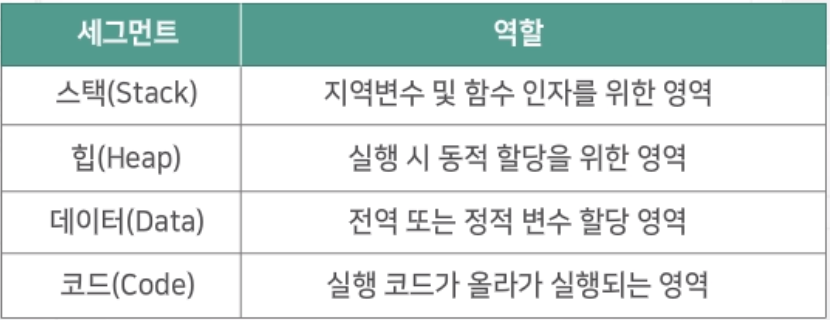 세그먼트 역할
스택(Stack) 지역변수 및 함수 인자를 위한 영역
힙(Heap) 실행 시 동적 할당을 위한 영역
데이터(Data) 전역 또는 정적 변수 할당 영역
코드(Code) 실행 코드가 올라가 실행되는 영역